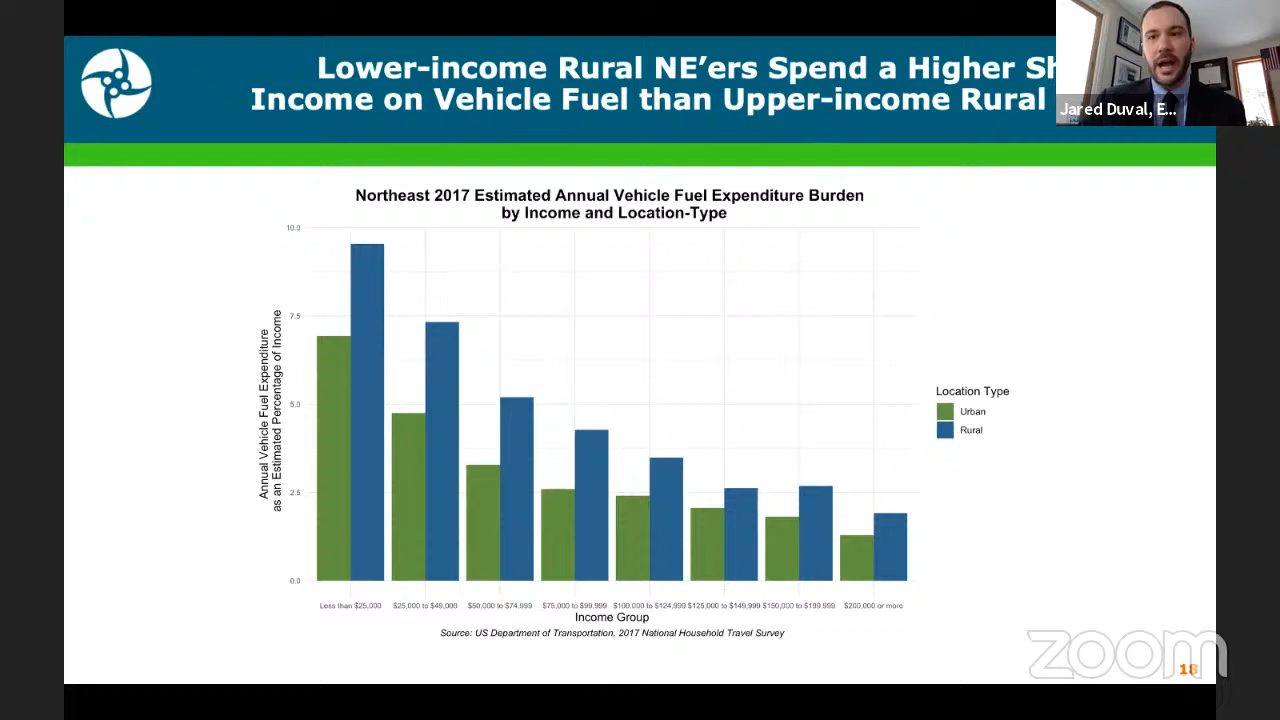 Lower-income Rural NE'ers Spend a Higher Sh
Income on Vehicle Fuel than Upper-income Rural
Jared Duval, E...
Northeast 2017 Estimated Annual Vehicle Fuel Expenditure Burden
by Income and Location-Type
10.0
7.5
5.0
2.5
0.0
Annual Vehicle Fuel Expenditure
as an Estimated Percentage of Income
Location Type
Urban
Rural
Less than $25,000 $25,000 to $49,000 $50,000 to $74,999 $75,000 to $99,999 $100,000 to $124,999 $125,000 to $149,999 $150,000 to $199,999 $200,000 or more
Income Group
Source: US Department of Transportation, 2017 National Household Travel Survey
zoom
18